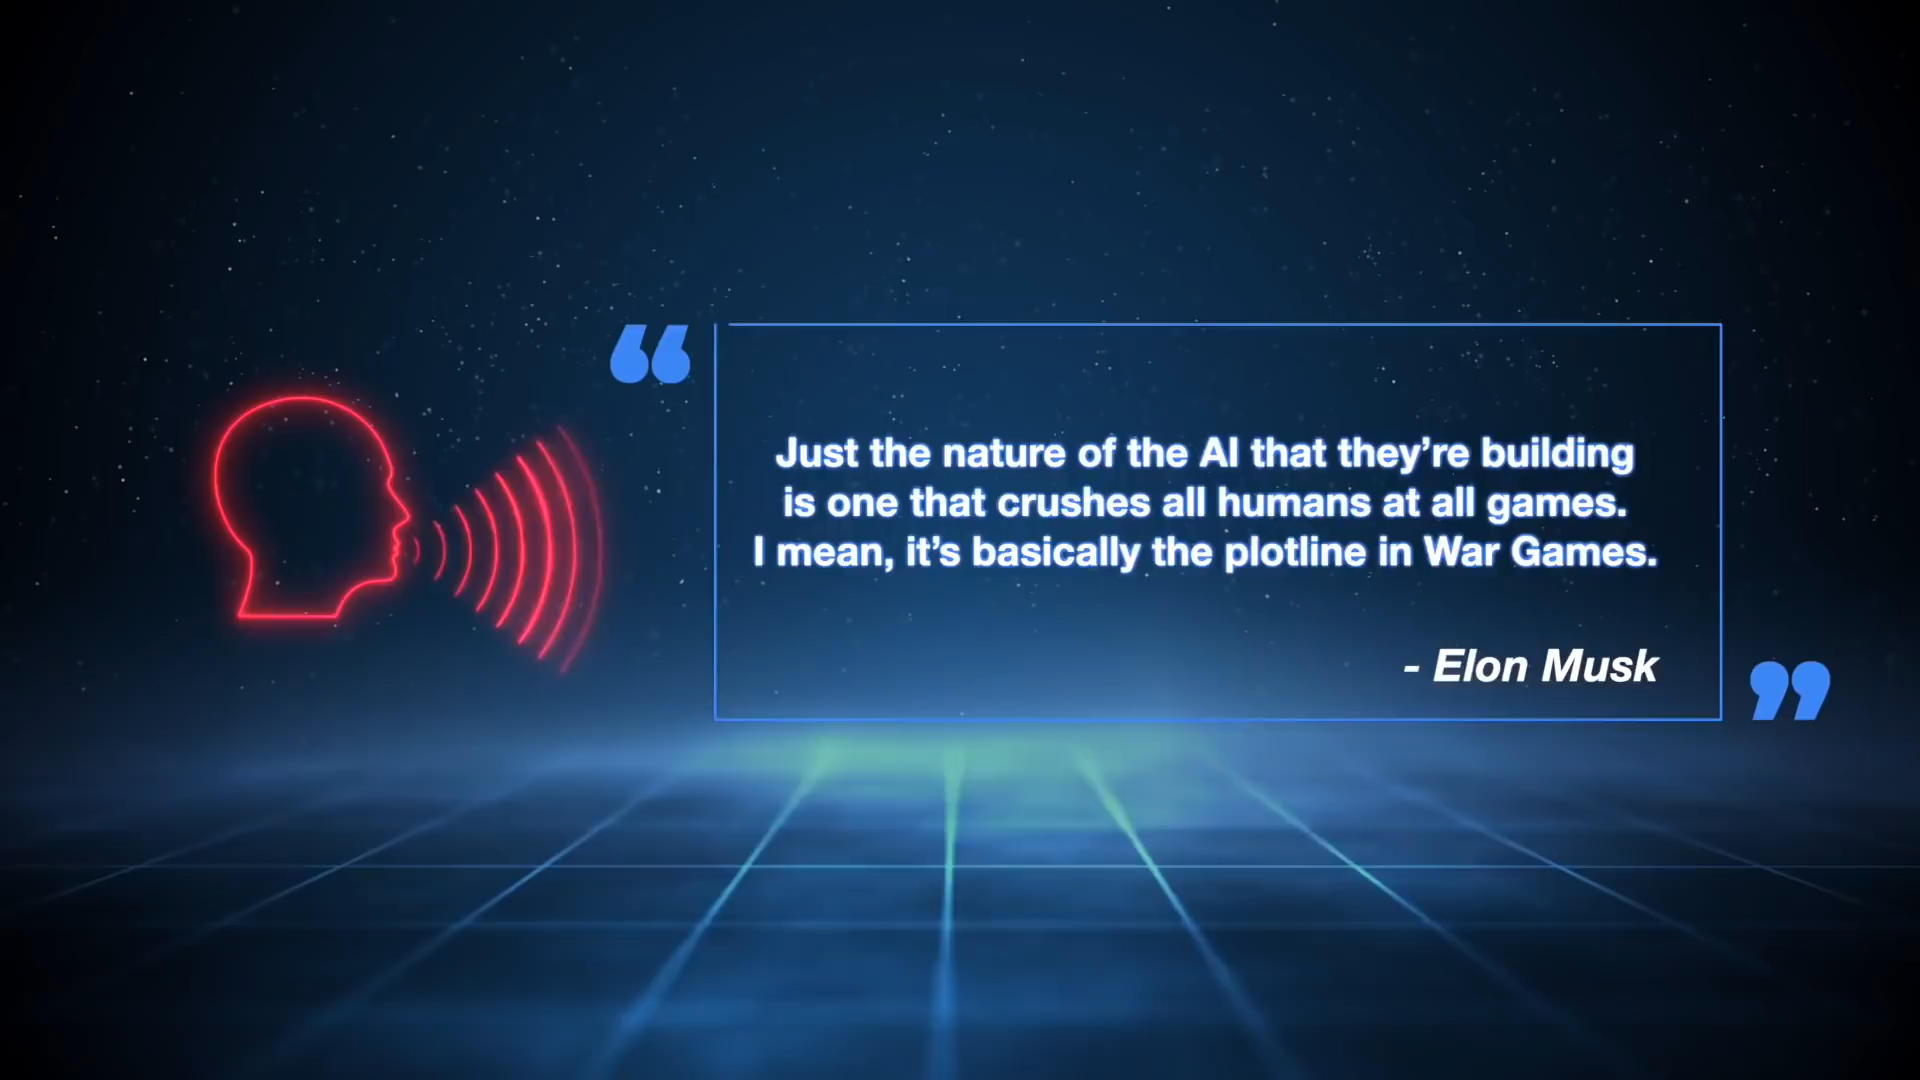 “
Just the nature of the AI that they’re building
is one that crushes all humans at all games.
I mean, it’s basically the plotline in War Games.
- Elon Musk
”